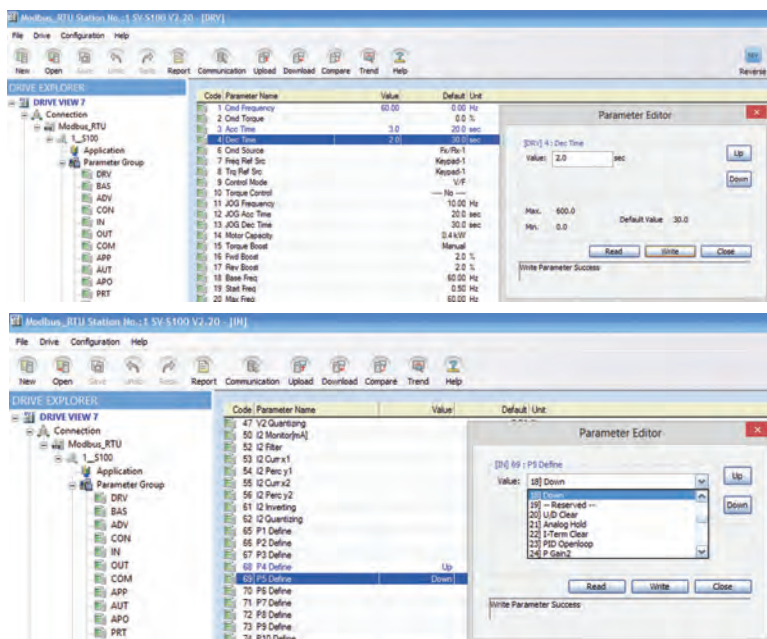 Modbus_RTU Station No.:1 SV-S100 V2.20 - [DRV]
File Drive Configuration Help
New Open Save Undo Redo Report Communication Upload Download Compare Trend Help Reverse
DRIVE EXPLORER
DRIVE VIEW 7
Connection
Modbus_RTU
1_S100
Application
Parameter Group
DRV
BAS
ADV
CON
IN
OUT
COM
APP
AUT
APO
PRT
Code Parameter Name Value Default Unit
1 Cmd Frequency 60.00 0.00 Hz
2 Cmd Torque 0.0 %
3 Acc Time 3.0 20.0 sec
4 Dec Time 2.0 30.0 sec
6 Cmd Source Fx/Rx-1
7 Freq Ref Src Keypad-1
8 Trq Ref Src Keypad-1
9 Control Mode V/F
10 Torque Control ---- No ----
11 JOG Frequency 10.00 Hz
12 JOG Acc Time 20.0 sec
13 JOG Dec Time 30.0 sec
14 Motor Capacity 0.4 kW
15 Torque Boost Manual
16 Fwd Boost 2.0 %
17 Rev Boost 2.0 %
18 Base Freq 60.00 Hz
19 Start Freq 0.50 Hz
20 Max Freq 60.00 Hz
Parameter Editor
[DRV] 4 : Dec Time
Value: 2.0 sec
Up
Down
Max. 600.0
Default Value 30.0
Min. 0.0
Read Write Close
Write Parameter Success
Modbus_RTU Station No.:1 SV-S100 V2.20 - [IN]
File Drive Configuration Help
New Open Save Undo Redo Report Communication Upload Download Compare Trend Help
DRIVE EXPLORER
DRIVE VIEW 7
Connection
Modbus_RTU
1_S100
Application
Parameter Group
DRV
BAS
ADV
CON
IN
OUT
COM
APP
AUT
APO
PRT
Code Parameter Name Value Default Unit
47 V2 Quantizing
50 I2 Monitor[mA]
52 I2 Filter
53 I2 Curr x1
54 I2 Perc y1
55 I2 Curr x2
56 I2 Perc y2
61 I2 Inverting
62 I2 Quantizing
65 P1 Define
66 P2 Define
67 P3 Define
68 P4 Define Up
69 P5 Define Down
70 P6 Define
71 P7 Define
72 P8 Define
73 P9 Define
74 P10 Define
Parameter Editor
[IN] 69 : P5 Define
Value: 18] Down
Up
18] Down
19] -- Reserved --
20] U/D Clear
21] Analog Hold
22] I-Term Clear
23] PID Openloop
24] P Gain2
Down
Read Write Close
Write Parameter Success